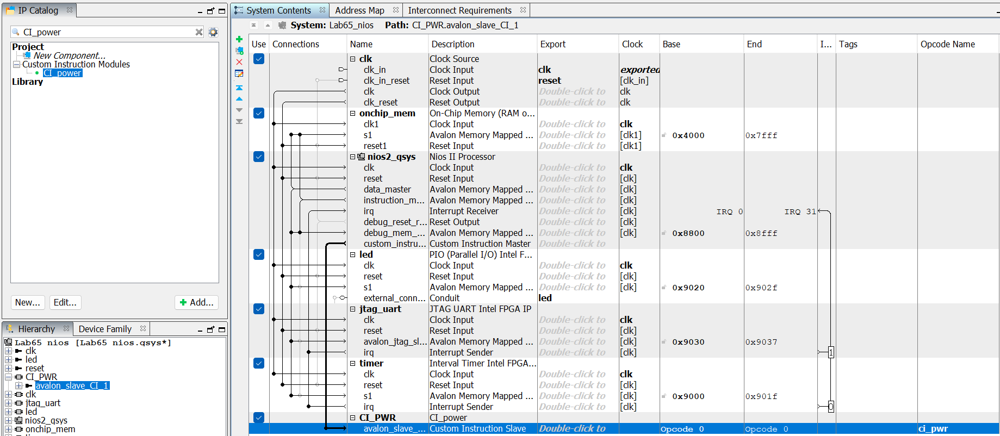 IP Catalog
CI_power
Project
New Component...
Custom Instruction Modules
CI_power
Library
New...
Edit...
Add...
Hierarchy
Device Family
Lab65_nios [Lab65_nios.qsys*]
clk
led
reset
CI_PWR
avalon_slave_CI_1
clk
jtag_uart
led
nios2_qsys
onchip_mem
System Contents
Address Map
Interconnect Requirements
System: Lab65_nios Path: CI_PWR.avalon_slave_CI_1
Use Connections Name Description Export Clock Base End I... Tags Opcode Name
clk Clock Source
clk_in Clock Input clk exported
clk_in_reset Reset Input reset [clk_in]
clk Clock Output Double-click to clk
clk_reset Reset Output Double-click to clk
onchip_mem On-Chip Memory (RAM o...
clk1 Clock Input Double-click to clk
s1 Avalon Memory Mapped ... Double-click to [clk1] 0x4000 0x7fff
reset1 Reset Input Double-click to [clk1]
nios2_qsys Nios II Processor
clk Clock Input Double-click to clk
reset Reset Input Double-click to [clk]
data_master Avalon Memory Mapped ... Double-click to [clk]
instruction_m... Avalon Memory Mapped ... Double-click to [clk]
irq Interrupt Receiver Double-click to [clk] IRQ 0 IRQ 31
debug_reset_r... Reset Output Double-click to [clk]
debug_mem_... Avalon Memory Mapped ... Double-click to [clk] 0x8800 0x8fff
custom_instru... Custom Instruction Master Double-click to
led PIO (Parallel I/O) Intel F...
clk Clock Input Double-click to clk
reset Reset Input Double-click to [clk]
s1 Avalon Memory Mapped ... Double-click to [clk] 0x9020 0x902f
external_conn... Conduit led
jtag_uart JTAG UART Intel FPGA IP
clk Clock Input Double-click to clk
reset Reset Input Double-click to [clk]
avalon_jtag_sl... Avalon Memory Mapped ... Double-click to [clk] 0x9030 0x9037
irq Interrupt Sender Double-click to [clk] 1
timer Interval Timer Intel FPGA...
clk Clock Input Double-click to clk
reset Reset Input Double-click to [clk]
s1 Avalon Memory Mapped ... Double-click to [clk] 0x9000 0x901f
irq Interrupt Sender Double-click to [clk] 0
CI_PWR CI_power
avalon_slave_... Custom Instruction Slave Double-click to Opcode 0 Opcode 0 ci_pwr